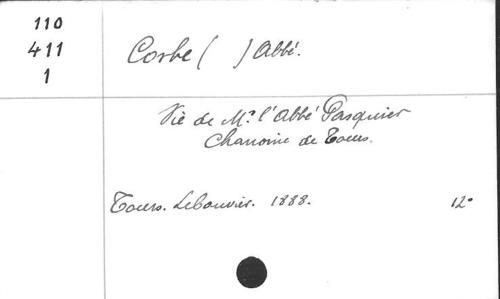 110
411
1
Corbe ( ) Abbé.
Vie de Mr. l'Abbé Pasquier
Chanoine de Tours.
Tours. Lebouvier. 1888. 12°